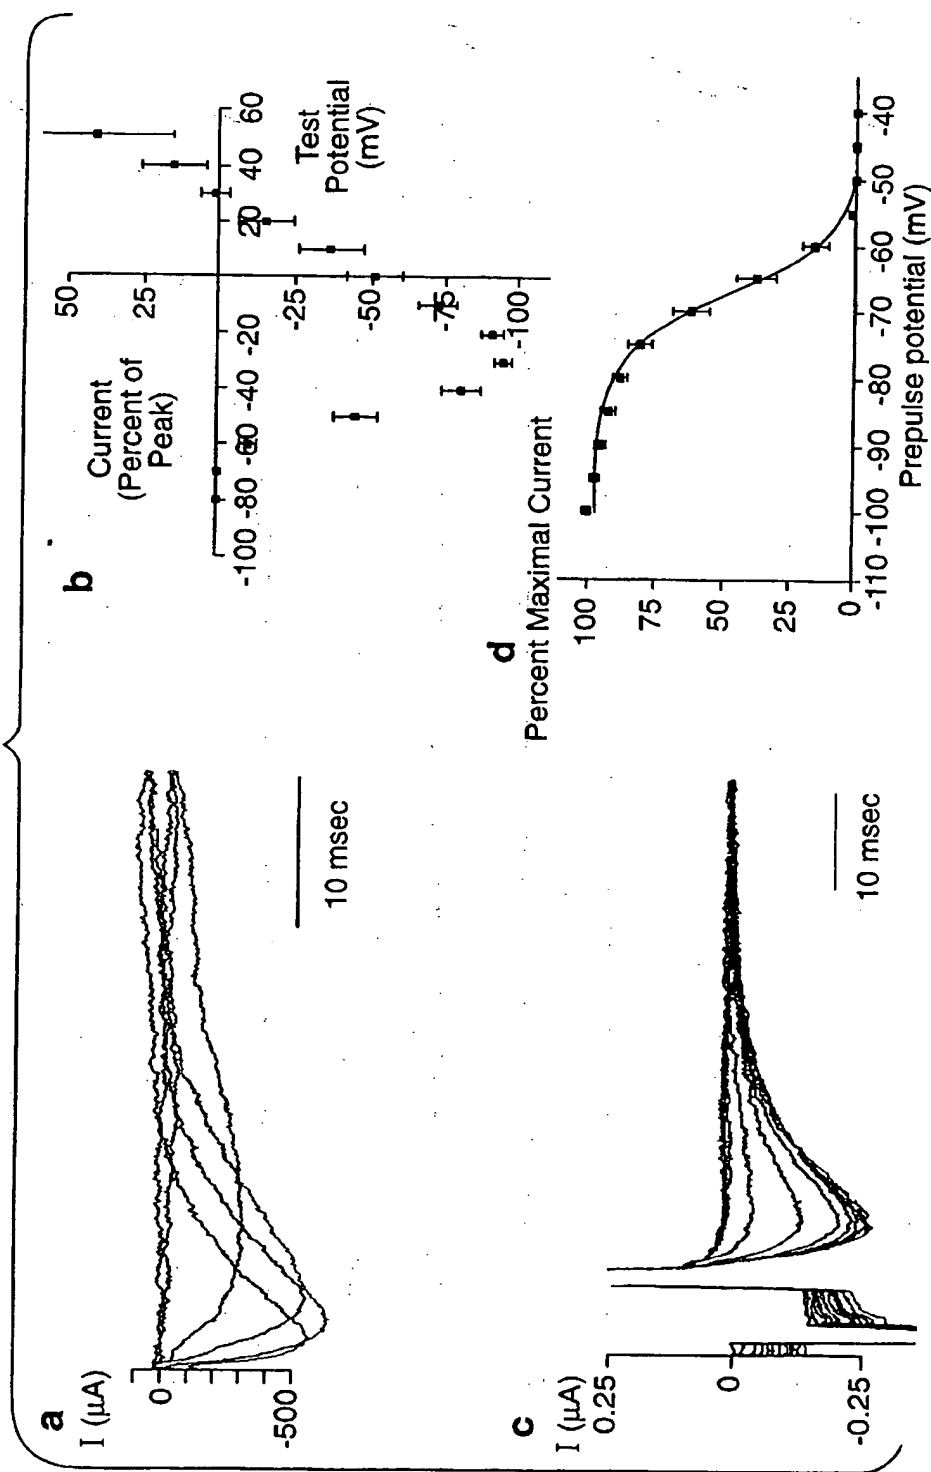 a
I (µA)
0
-500
10 msec
b
Current
(Percent of
Peak)
50
25
-25
-50
-75
-100
-100
-80
-60
-40
-20
20
40
60
Test
Potential
(mV)
c
I (µA)
0.25
0
-0.25
10 msec
d
Percent Maximal Current
100
75
50
25
0
-110
-100
-90
-80
-70
-60
-50
-40
Prepulse potential (mV)